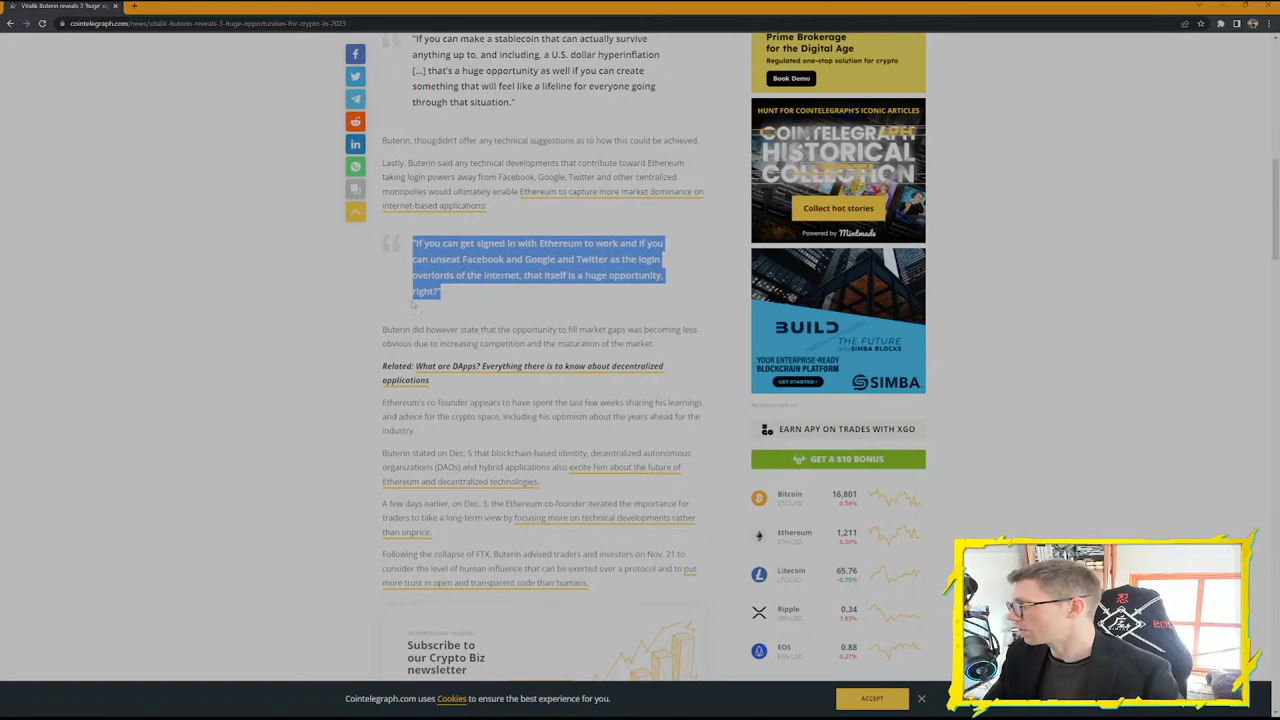 Vitalik Buterin reveals 3 'huge' op
cointelegraph.com/news/vitalik-buterin-reveals-3-huge-opportunities-for-crypto-in-2023
"If you can make a stablecoin that can actually survive
anything up to, and including, a U.S. dollar hyperinflation
[...] that's a huge opportunity as well if you can create
something that will feel like a lifeline for everyone going
through that situation."
Buterin, thougdidn't offer any technical suggestions as to how this could be achieved.
Lastly, Buterin said any technical developments that contribute toward Ethereum
taking login powers away from Facebook, Google, Twitter and other centralized
monopolies would ultimately enable Ethereum to capture more market dominance on
internet-based applications:
"If you can get signed in with Ethereum to work and if you
can unseat Facebook and Google and Twitter as the login
overlords of the internet, that itself is a huge opportunity,
right?"
Buterin did however state that the opportunity to fill market gaps was becoming less
obvious due to increasing competition and the maturation of the market.
Related: What are DApps? Everything there is to know about decentralized
applications
Ethereum's co-founder appears to have spent the last few weeks sharing his learnings
and advice for the crypto space, including his optimism about the years ahead for the
industry.
Buterin stated on Dec. 5 that blockchain-based identity, decentralized autonomous
organizations (DAOs) and hybrid applications also excite him about the future of
Ethereum and decentralized technologies.
A few days earlier, on Dec. 3, the Ethereum co-founder iterated the importance for
traders to take a long-term view by focusing more on technical developments rather
than onprice.
Following the collapse of FTX, Buterin advised traders and investors on Nov. 21 to
consider the level of human influence that can be exerted over a protocol and to put
more trust in open and transparent code than humans.
Subscribe to
our Crypto Biz
newsletter
Prime Brokerage
for the Digital Age
Regulated one-stop solution for crypto
Book Demo
HUNT FOR COINTELEGRAPH'S ICONIC ARTICLES
COINTELEGRAPH
HISTORICAL
COLLECTION
Collect hot stories
Powered by Mintmade
BUILD
THE FUTURE
WITH SIMBA BLOCKS
YOUR ENTERPRISE-READY
BLOCKCHAIN PLATFORM
GET STARTED
SIMBA
EARN APY ON TRADES WITH XGO
GET A $10 BONUS
Bitcoin 16,801
BTC/USD -0.58%
Ethereum 1,211
ETH/USD -0.50%
Litecoin 65.76
LTC/USD +0.75%
Ripple 0.34
XRP/USD 1.83%
EOS 0.88
EOS/USD -0.27%
忍
Cointelegraph.com uses Cookies to ensure the best experience for you.
ACCEPT